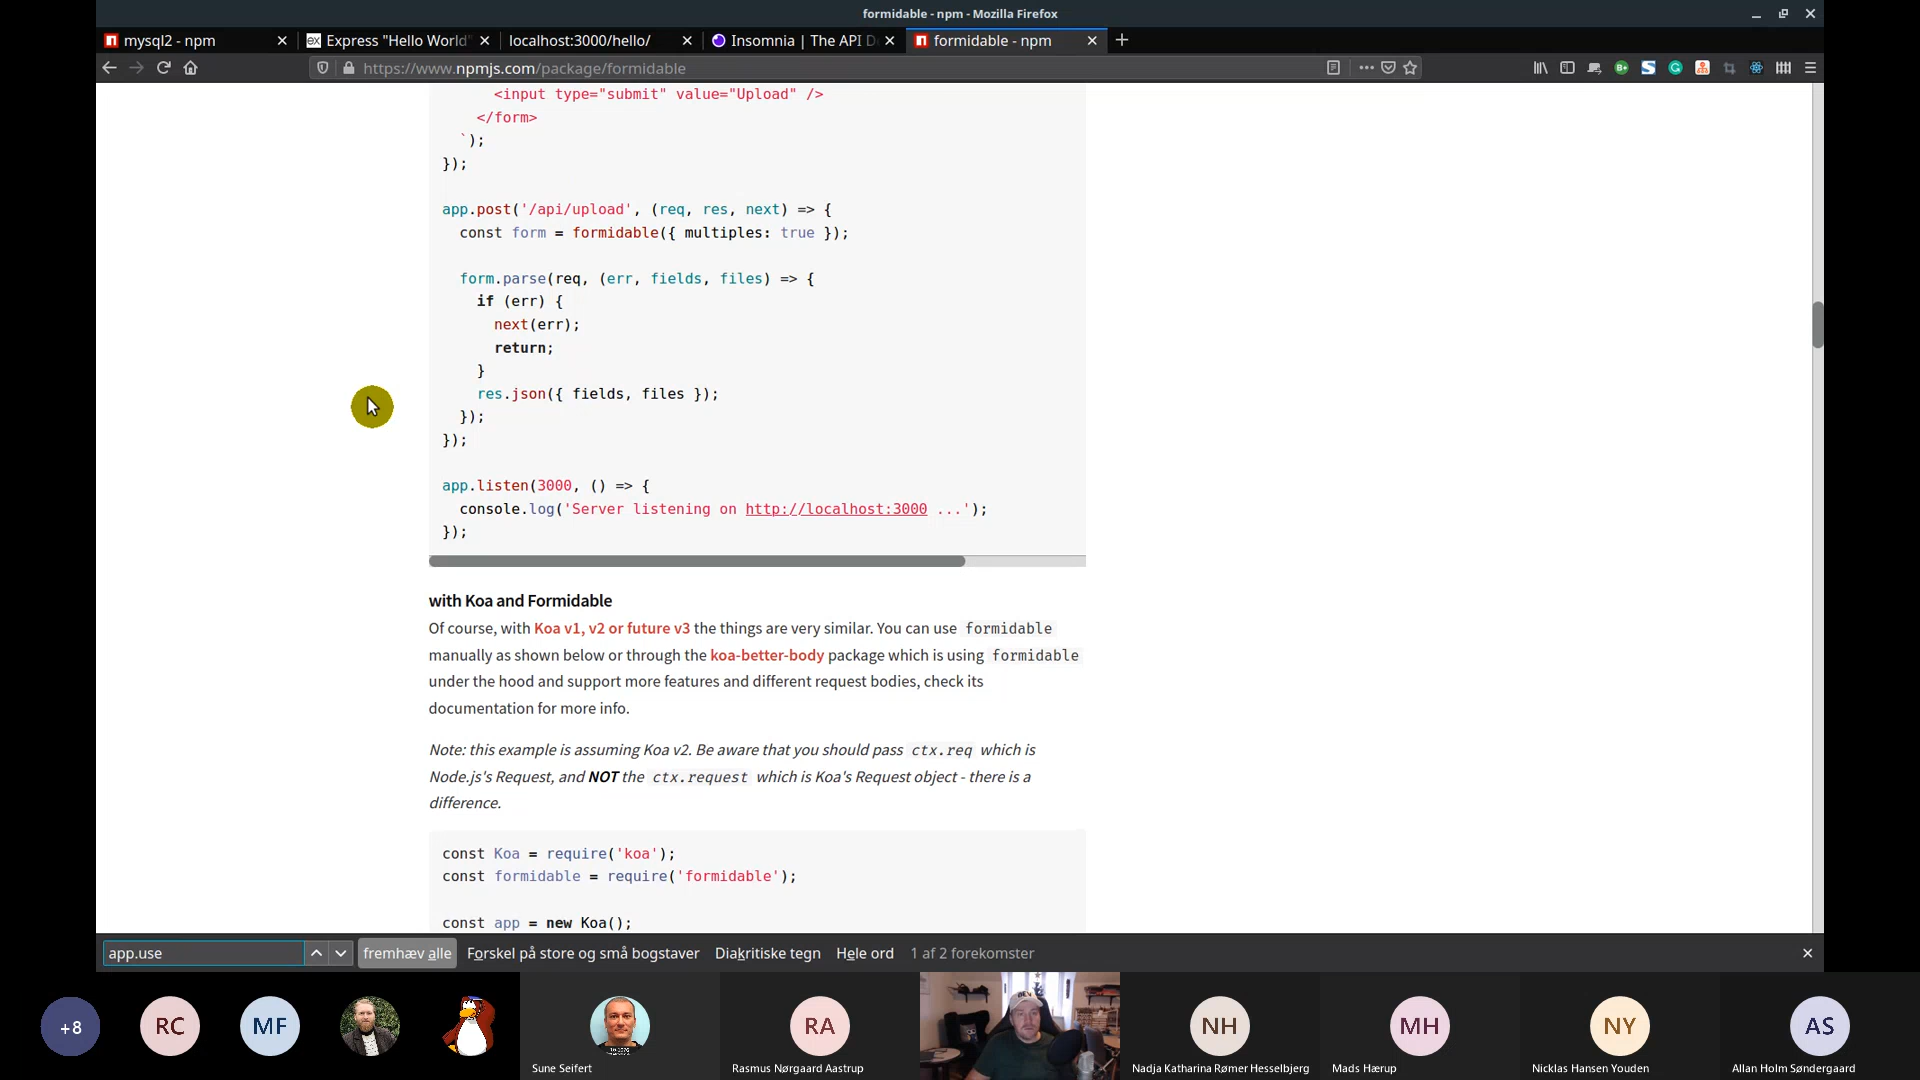 formidable - npm - Mozilla Firefox
mysql2 - npm
Express "Hello World"
localhost:3000/hello/
Insomnia | The API D
formidable - npm
https://www.npmjs.com/package/formidable
<input type="submit" value="Upload" />
</form>
`);
});
app.post('/api/upload', (req, res, next) => {
const form = formidable({ multiples: true });
form.parse(req, (err, fields, files) => {
if (err) {
next(err);
return;
}
res.json({ fields, files });
});
});
app.listen(3000, () => {
console.log('Server listening on http://localhost:3000 ...');
});
with Koa and Formidable
Of course, with Koa v1, v2 or future v3 the things are very similar. You can use formidable
manually as shown below or through the koa-better-body package which is using formidable
under the hood and support more features and different request bodies, check its
documentation for more info.
Note: this example is assuming Koa v2. Be aware that you should pass ctx.req which is
Node.js's Request, and NOT the ctx.request which is Koa's Request object - there is a
difference.
const Koa = require('koa');
const formidable = require('formidable');
const app = new Koa();
app.use
fremhæv alle
Forskel på store og små bogstaver
Diakritiske tegn
Hele ord
1 af 2 forekomster
+8
RC
MF
RA
NH
MH
NY
AS
Sune Seifert
Rasmus Nørgaard Aastrup
Nadja Katharina Rømer Hesselbjerg
Mads Hærup
Nicklas Hansen Youden
Allan Holm Søndergaard